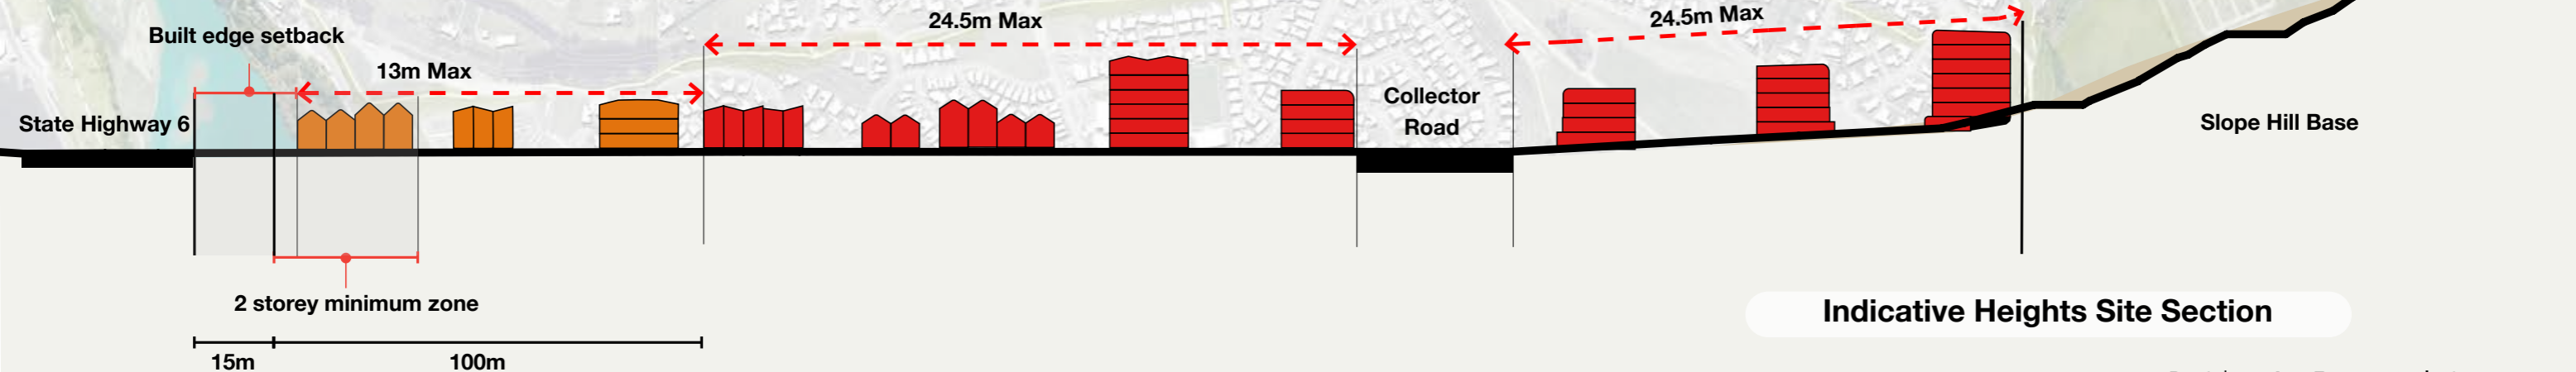 24.5m Max
24.5m Max
Built edge setback
13m Max
Collector
Road
State Highway 6
Slope Hill Base
2 storey minimum zone
Indicative Heights Site Section
15m
100m